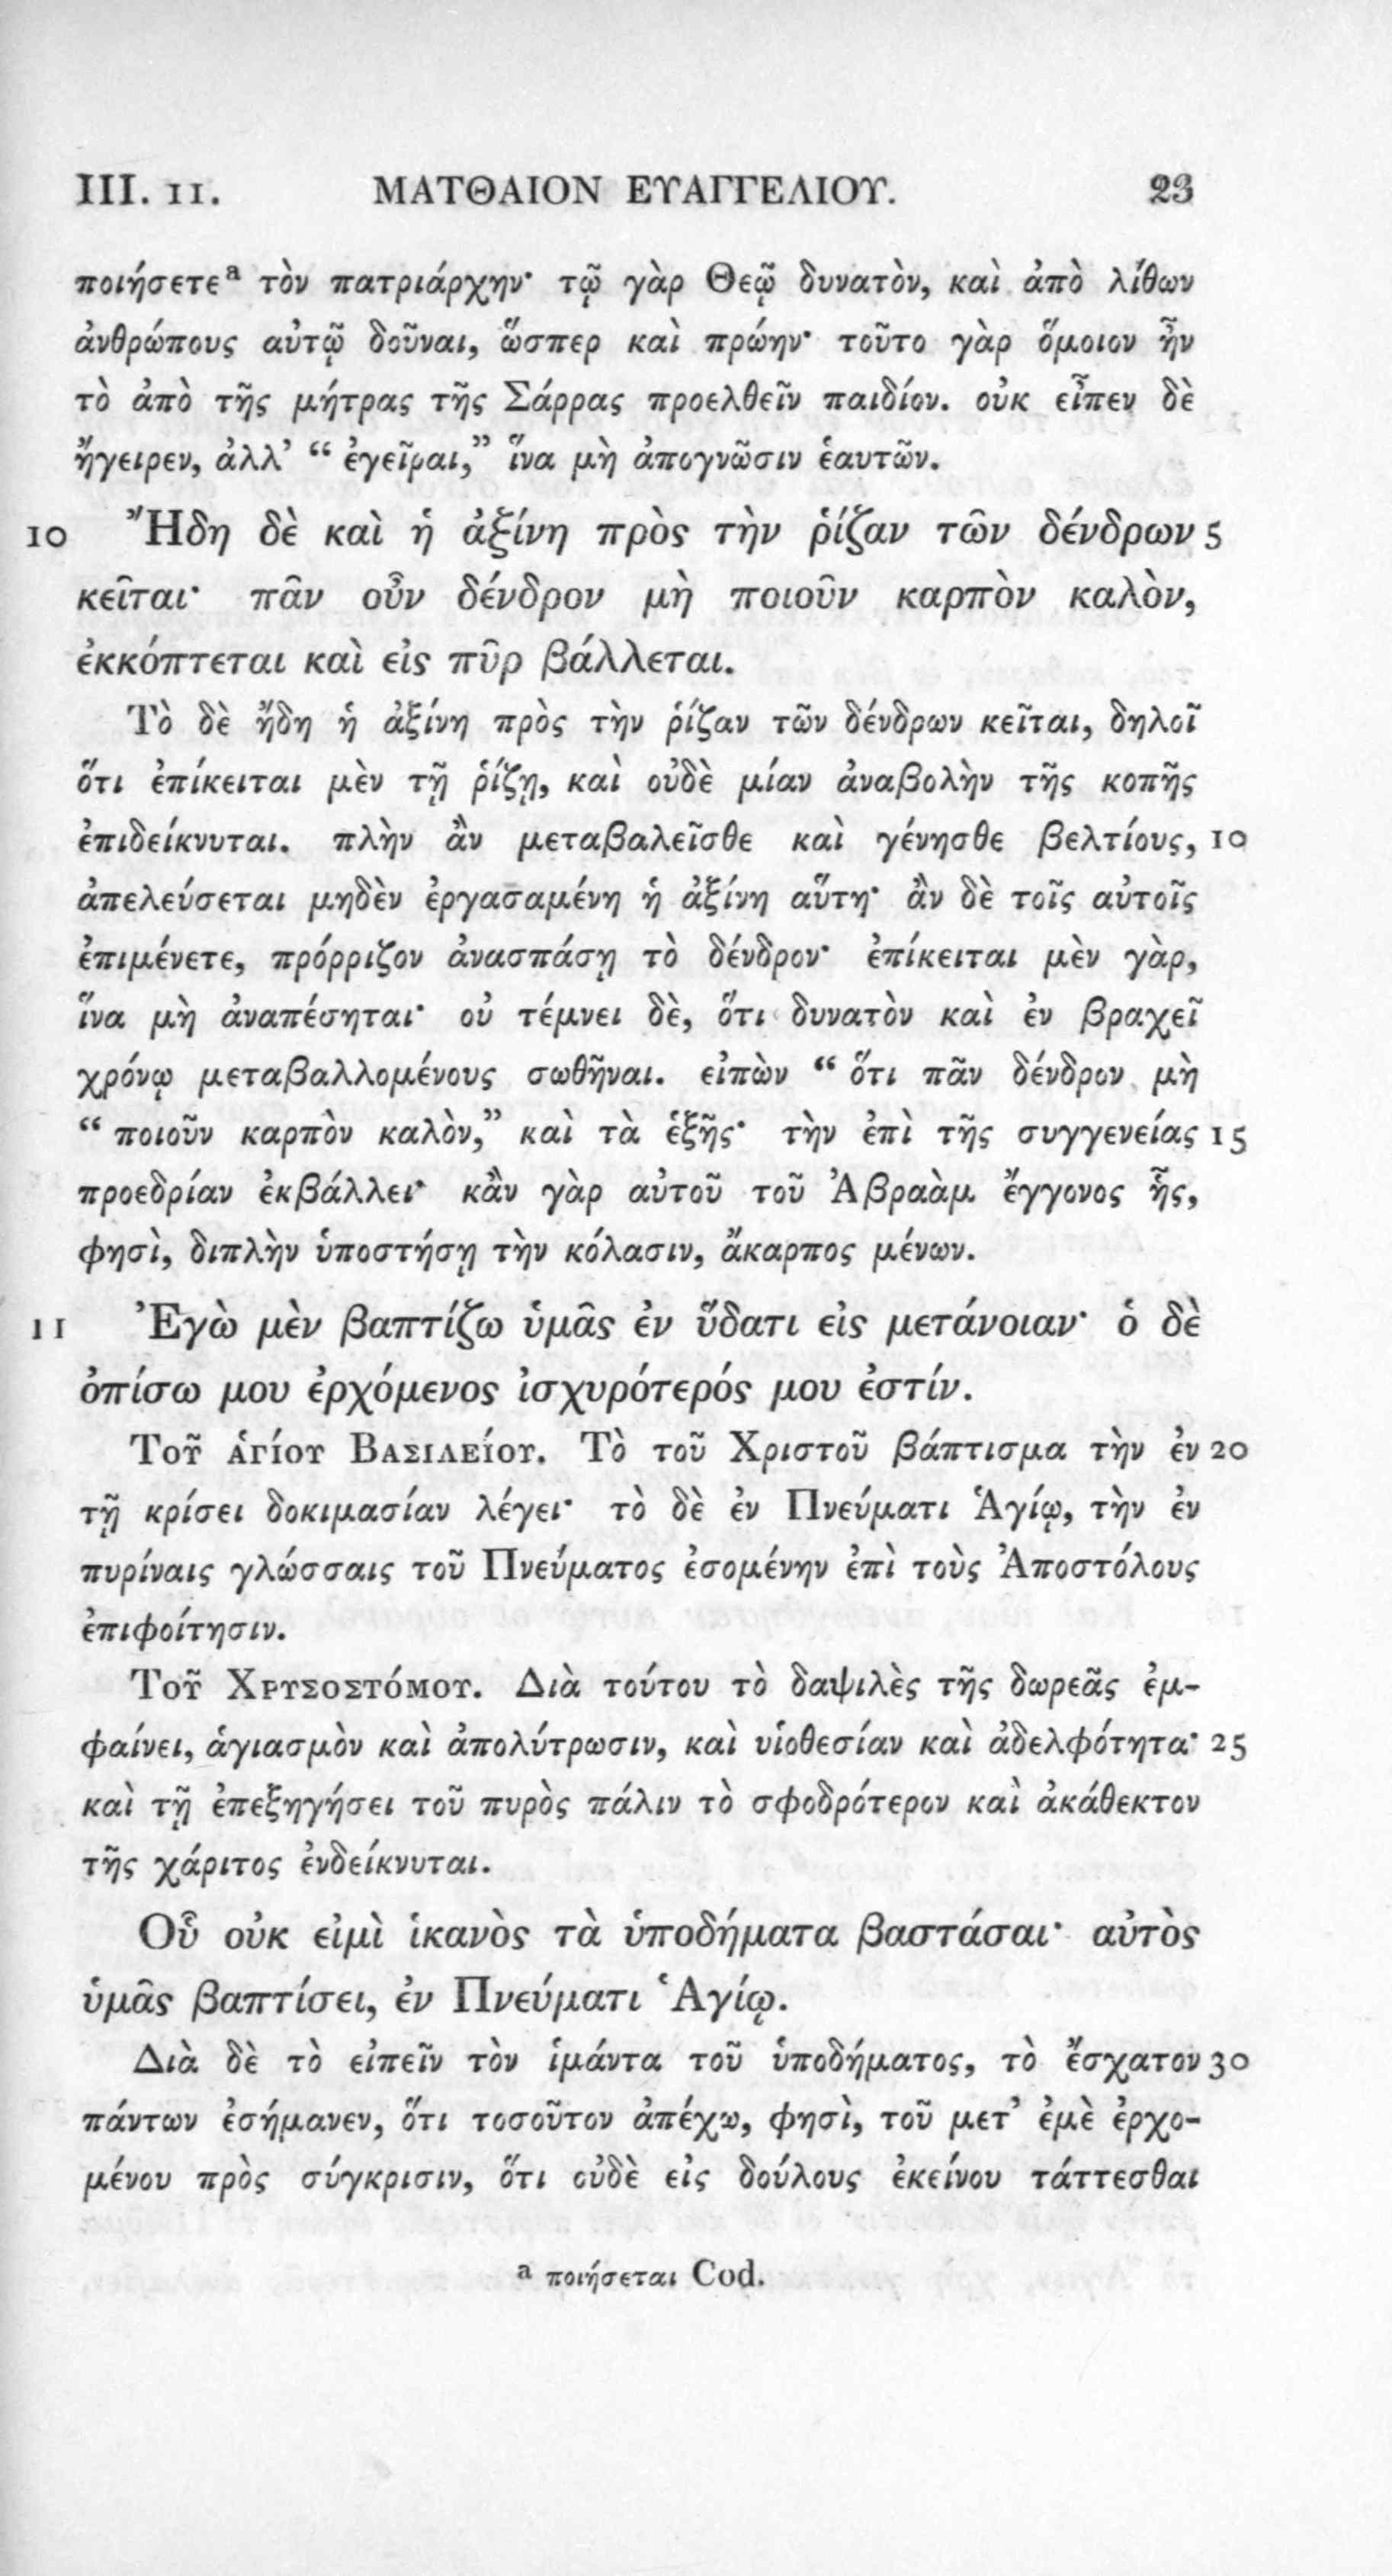 III. 11. ΜΑΤΘΑΙΟΝ ΕΥΑΓΓΕΛΙΟΥ. 23
ποιήσετεᵃ τὸν πατριάρχην· τῷ γὰρ Θεῷ δυνατὸν, καὶ ἀπὸ λίθων
ἀνθρώπους αὐτῷ δοῦναι, ὥσπερ καὶ πρώην· τοῦτο γὰρ ὅμοιον ἦν
τὸ ἀπὸ τῆς μήτρας τῆς Σάρρας προελθεῖν παιδίον. οὐκ εἶπεν δὲ
ἤγειρεν, ἀλλ’ “ ἐγεῖραι,” ἵνα μὴ ἀπογνῶσιν ἑαυτῶν.
10 Ἤδη δὲ καὶ ἡ ἀξίνη πρὸς τὴν ῥίζαν τῶν δένδρων 5
κεῖται· πᾶν οὖν δένδρον μὴ ποιοῦν καρπὸν καλὸν,
ἐκκόπτεται καὶ εἰς πῦρ βάλλεται.
Τὸ δὲ ἤδη ἡ ἀξίνη πρὸς τὴν ῥίζαν τῶν δένδρων κεῖται, δηλοῖ
ὅτι ἐπίκειται μὲν τῇ ῥίζῃ, καὶ οὐδὲ μίαν ἀναβολὴν τῆς κοπῆς
ἐπιδείκνυται. πλὴν ἂν μεταβαλεῖσθε καὶ γένησθε βελτίους, 10
ἀπελεύσεται μηδὲν ἐργασαμένη ἡ ἀξίνη αὕτη· ἂν δὲ τοῖς αὐτοῖς
ἐπιμένετε, πρόρριζον ἀνασπάσῃ τὸ δένδρον· ἐπίκειται μὲν γὰρ,
ἵνα μὴ ἀναπέσηται· οὐ τέμνει δὲ, ὅτι δυνατὸν καὶ ἐν βραχεῖ
χρόνῳ μεταβαλλομένους σωθῆναι. εἰπὼν “ ὅτι πᾶν δένδρον μὴ
“ ποιοῦν καρπὸν καλὸν,” καὶ τὰ ἑξῆς· τὴν ἐπὶ τῆς συγγενείας 15
προεδρίαν ἐκβάλλει· κἂν γὰρ αὐτοῦ τοῦ Ἀβραὰμ ἔγγονος ᾖς,
φησὶ, διπλὴν ὑποστήσῃ τὴν κόλασιν, ἄκαρπος μένων.
11 Ἐγὼ μὲν βαπτίζω ὑμᾶς ἐν ὕδατι εἰς μετάνοιαν· ὁ δὲ
ὀπίσω μου ἐρχόμενος ἰσχυρότερός μου ἐστίν.
Τοῦ ἁγίου Βασιλείου. Τὸ τοῦ Χριστοῦ βάπτισμα τὴν ἐν 20
τῇ κρίσει δοκιμασίαν λέγει· τὸ δὲ ἐν Πνεύματι Ἁγίῳ, τὴν ἐν
πυρίναις γλώσσαις τοῦ Πνεύματος ἐσομένην ἐπὶ τοὺς Ἀποστόλους
ἐπιφοίτησιν.
Τοῦ Χρυσοστόμου. Διὰ τούτου τὸ δαψιλὲς τῆς δωρεᾶς ἐμ-
φαίνει, ἁγιασμὸν καὶ ἀπολύτρωσιν, καὶ υἱοθεσίαν καὶ ἀδελφότητα· 25
καὶ τῇ ἐπεξηγήσει τοῦ πυρὸς πάλιν τὸ σφοδρότερον καὶ ἀκάθεκτον
τῆς χάριτος ἐνδείκνυται.
Οὗ οὐκ εἰμὶ ἱκανὸς τὰ ὑποδήματα βαστάσαι· αὐτὸς
ὑμᾶς βαπτίσει, ἐν Πνεύματι Ἁγίῳ.
Διὰ δὲ τὸ εἰπεῖν τὸν ἱμάντα τοῦ ὑποδήματος, τὸ ἔσχατον 30
πάντων ἐσήμανεν, ὅτι τοσοῦτον ἀπέχω, φησὶ, τοῦ μετ’ ἐμὲ ἐρχο-
μένου πρὸς σύγκρισιν, ὅτι οὐδὲ εἰς δούλους ἐκείνου τάττεσθαι
ᵃ ποιήσεται Cod.